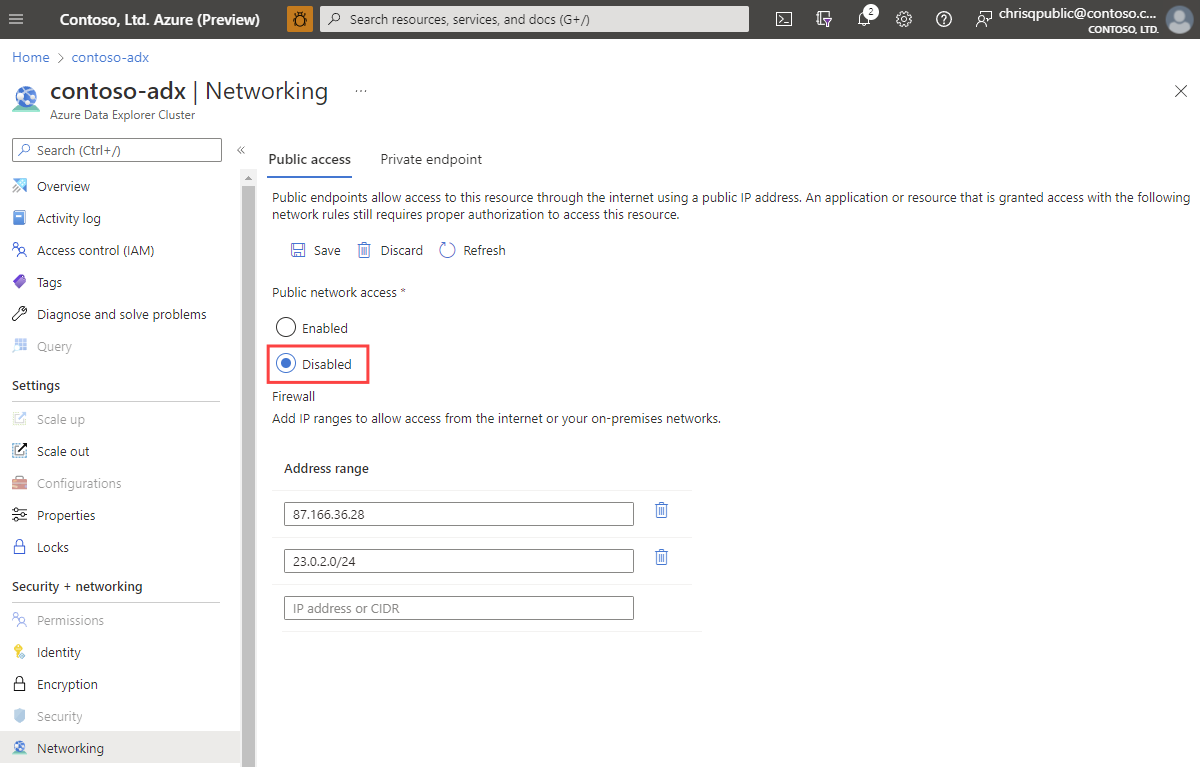 Contoso, Ltd. Azure (Preview)
Search resources, services, and docs (G+/)
2
chrisqpublic@contoso.c...
CONTOSO, LTD.
Home > contoso-adx
contoso-adx | Networking ...
Azure Data Explorer Cluster
Search (Ctrl+/)
«
Overview
Activity log
Access control (IAM)
Tags
Diagnose and solve problems
Query
Settings
Scale up
Scale out
Configurations
Properties
Locks
Security + networking
Permissions
Identity
Encryption
Security
Networking
Public access
Private endpoint
Public endpoints allow access to this resource through the internet using a public IP address. An application or resource that is granted access with the following
network rules still requires proper authorization to access this resource.
Save
Discard
Refresh
Public network access *
Enabled
Disabled
Firewall
Add IP ranges to allow access from the internet or your on-premises networks.
Address range
87.166.36.28
23.0.2.0/24
IP address or CIDR